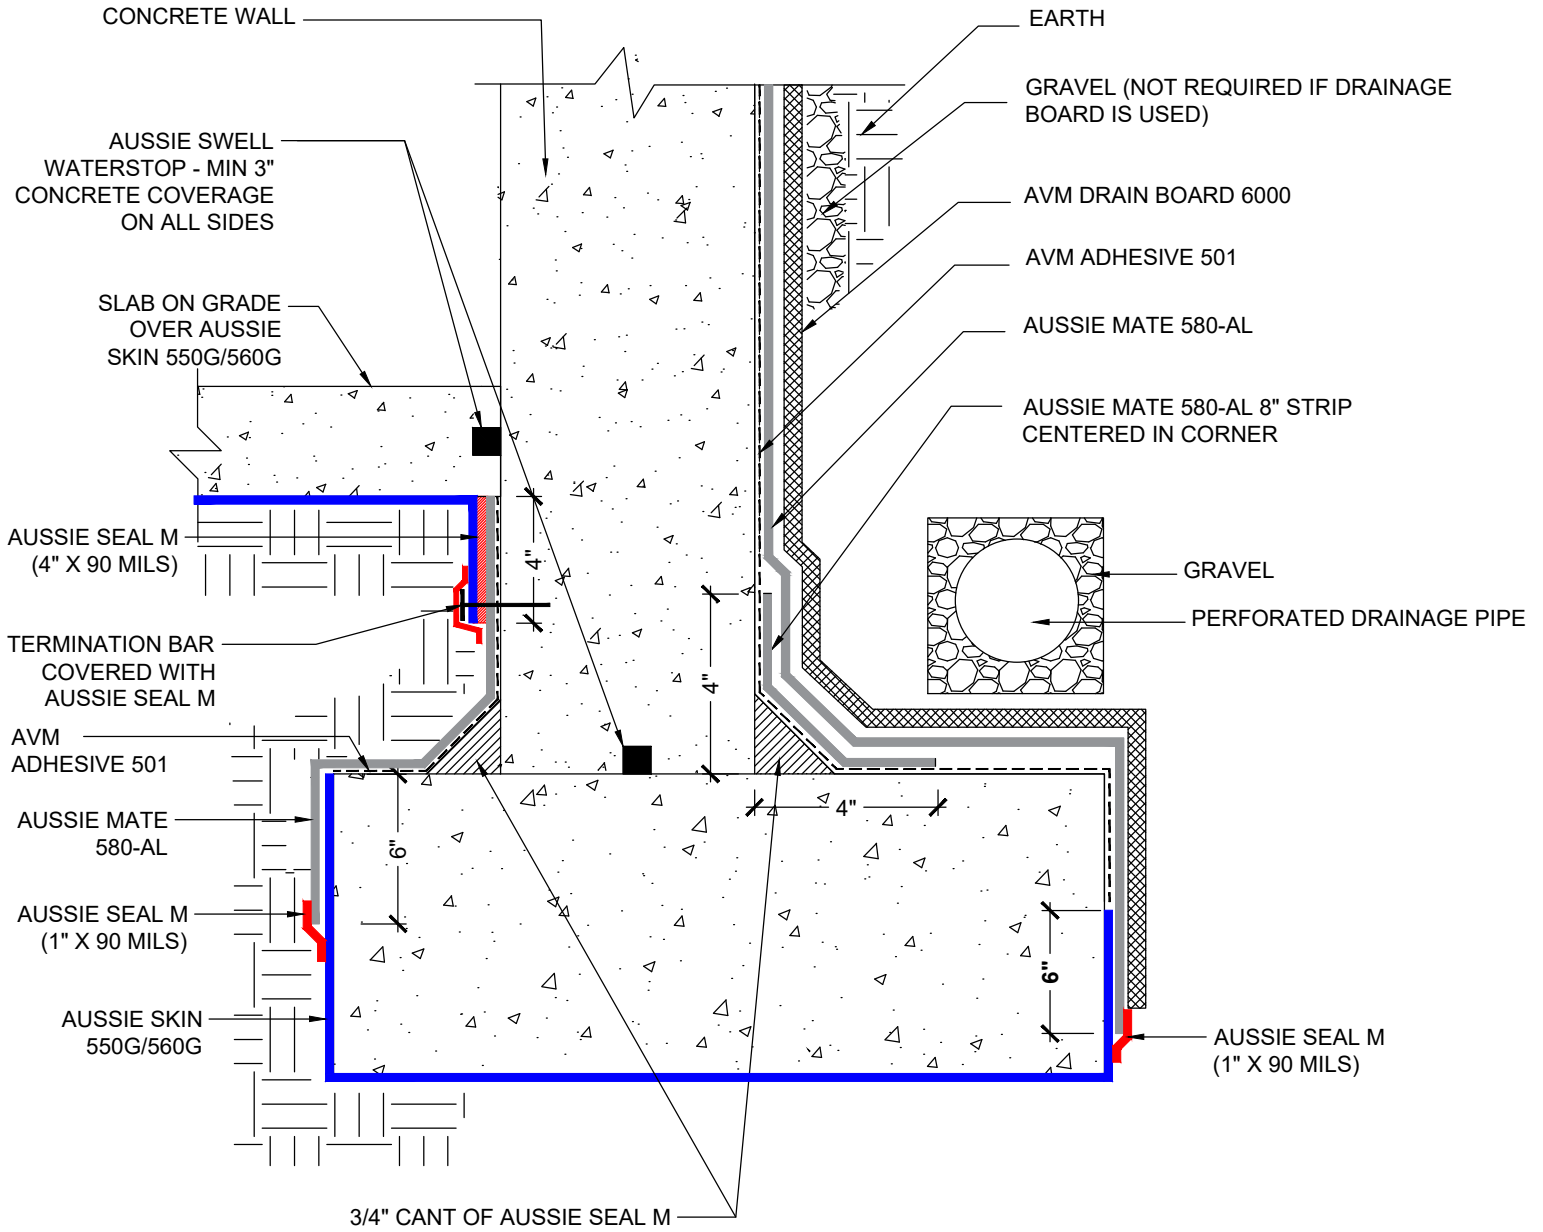 CONCRETE WALL
AUSSIE SWELL
WATERSTOP - MIN 3"
CONCRETE COVERAGE
ON ALL SIDES
SLAB ON GRADE
OVER AUSSIE
SKIN 550G/560G
AUSSIE SEAL M
(4" X 90 MILS)
TERMINATION BAR
COVERED WITH
AUSSIE SEAL M
AVM
ADHESIVE 501
AUSSIE MATE
580-AL
AUSSIE SEAL M
(1" X 90 MILS)
AUSSIE SKIN
550G/560G
3/4" CANT OF AUSSIE SEAL M
4"
4"
4"
6"
6"
EARTH
GRAVEL (NOT REQUIRED IF DRAINAGE
BOARD IS USED)
AVM DRAIN BOARD 6000
AVM ADHESIVE 501
AUSSIE MATE 580-AL
AUSSIE MATE 580-AL 8" STRIP
CENTERED IN CORNER
GRAVEL
PERFORATED DRAINAGE PIPE
AUSSIE SEAL M
(1" X 90 MILS)